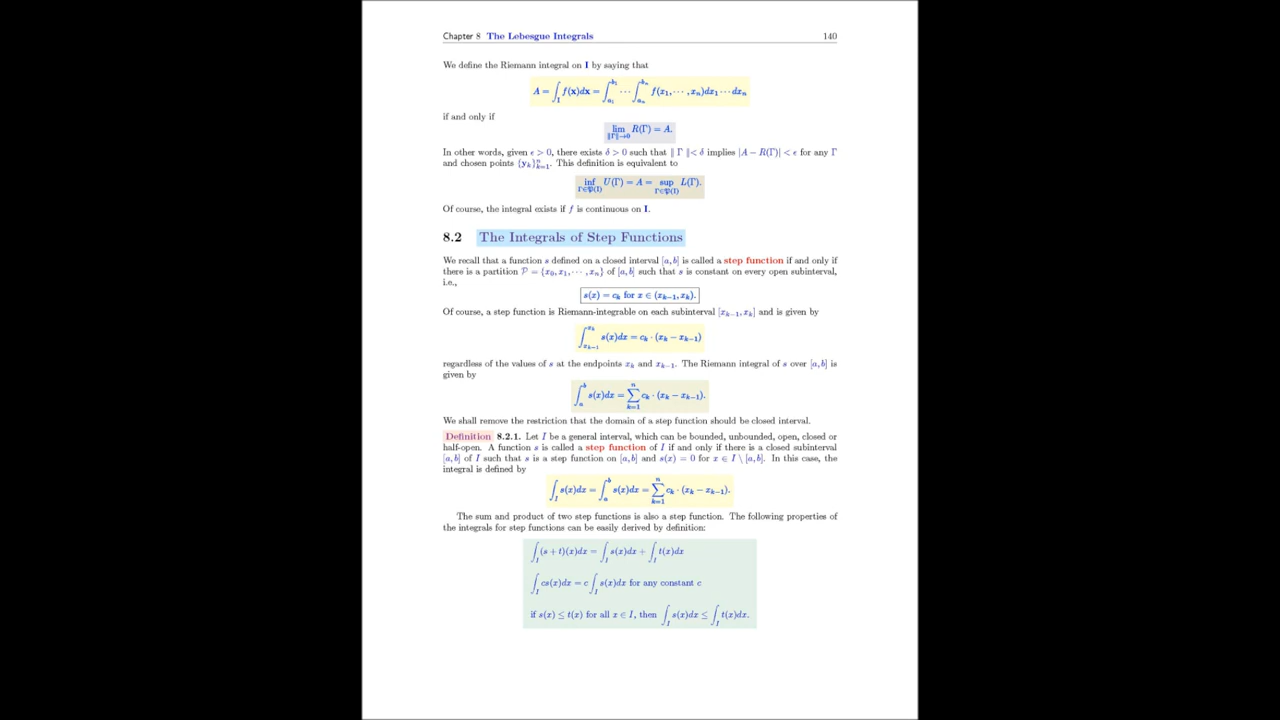 Chapter 8 The Lebesgue Integrals 140
We define the Riemann integral on I by saying that
A = ∫_I f(x)dx = ∫_{a_1}^{b_1} ··· ∫_{a_n}^{b_n} f(x_1, ··· , x_n)dx_1 ··· dx_n
if and only if
lim_{‖Γ‖→0} R(Γ) = A.
In other words, given ϵ > 0, there exists δ > 0 such that ‖ Γ ‖< δ implies |A − R(Γ)| < ϵ for any Γ
and chosen points {y_k}_{k=1}^n. This definition is equivalent to
inf_{Γ∈𝔓(I)} U(Γ) = A = sup_{Γ∈𝔓(I)} L(Γ).
Of course, the integral exists if f is continuous on I.
8.2 The Integrals of Step Functions
We recall that a function s defined on a closed interval [a, b] is called a step function if and only if
there is a partition P = {x_0, x_1, ··· , x_n} of [a, b] such that s is constant on every open subinterval,
i.e.,
s(x) = c_k for x ∈ (x_{k−1}, x_k).
Of course, a step function is Riemann-integrable on each subinterval [x_{k−1}, x_k] and is given by
∫_{x_{k−1}}^{x_k} s(x)dx = c_k · (x_k − x_{k−1})
regardless of the values of s at the endpoints x_k and x_{k−1}. The Riemann integral of s over [a, b] is
given by
∫_a^b s(x)dx = ∑_{k=1}^n c_k · (x_k − x_{k−1}).
We shall remove the restriction that the domain of a step function should be closed interval.
Definition 8.2.1. Let I be a general interval, which can be bounded, unbounded, open, closed or
half-open. A function s is called a step function of I if and only if there is a closed subinterval
[a, b] of I such that s is a step function on [a, b] and s(x) = 0 for x ∈ I \ [a, b]. In this case, the
integral is defined by
∫_I s(x)dx = ∫_a^b s(x)dx = ∑_{k=1}^n c_k · (x_k − x_{k−1}).
The sum and product of two step functions is also a step function. The following properties of
the integrals for step functions can be easily derived by definition:
∫_I (s + t)(x)dx = ∫_I s(x)dx + ∫_I t(x)dx
∫_I cs(x)dx = c ∫_I s(x)dx for any constant c
if s(x) ≤ t(x) for all x ∈ I, then ∫_I s(x)dx ≤ ∫_I t(x)dx.